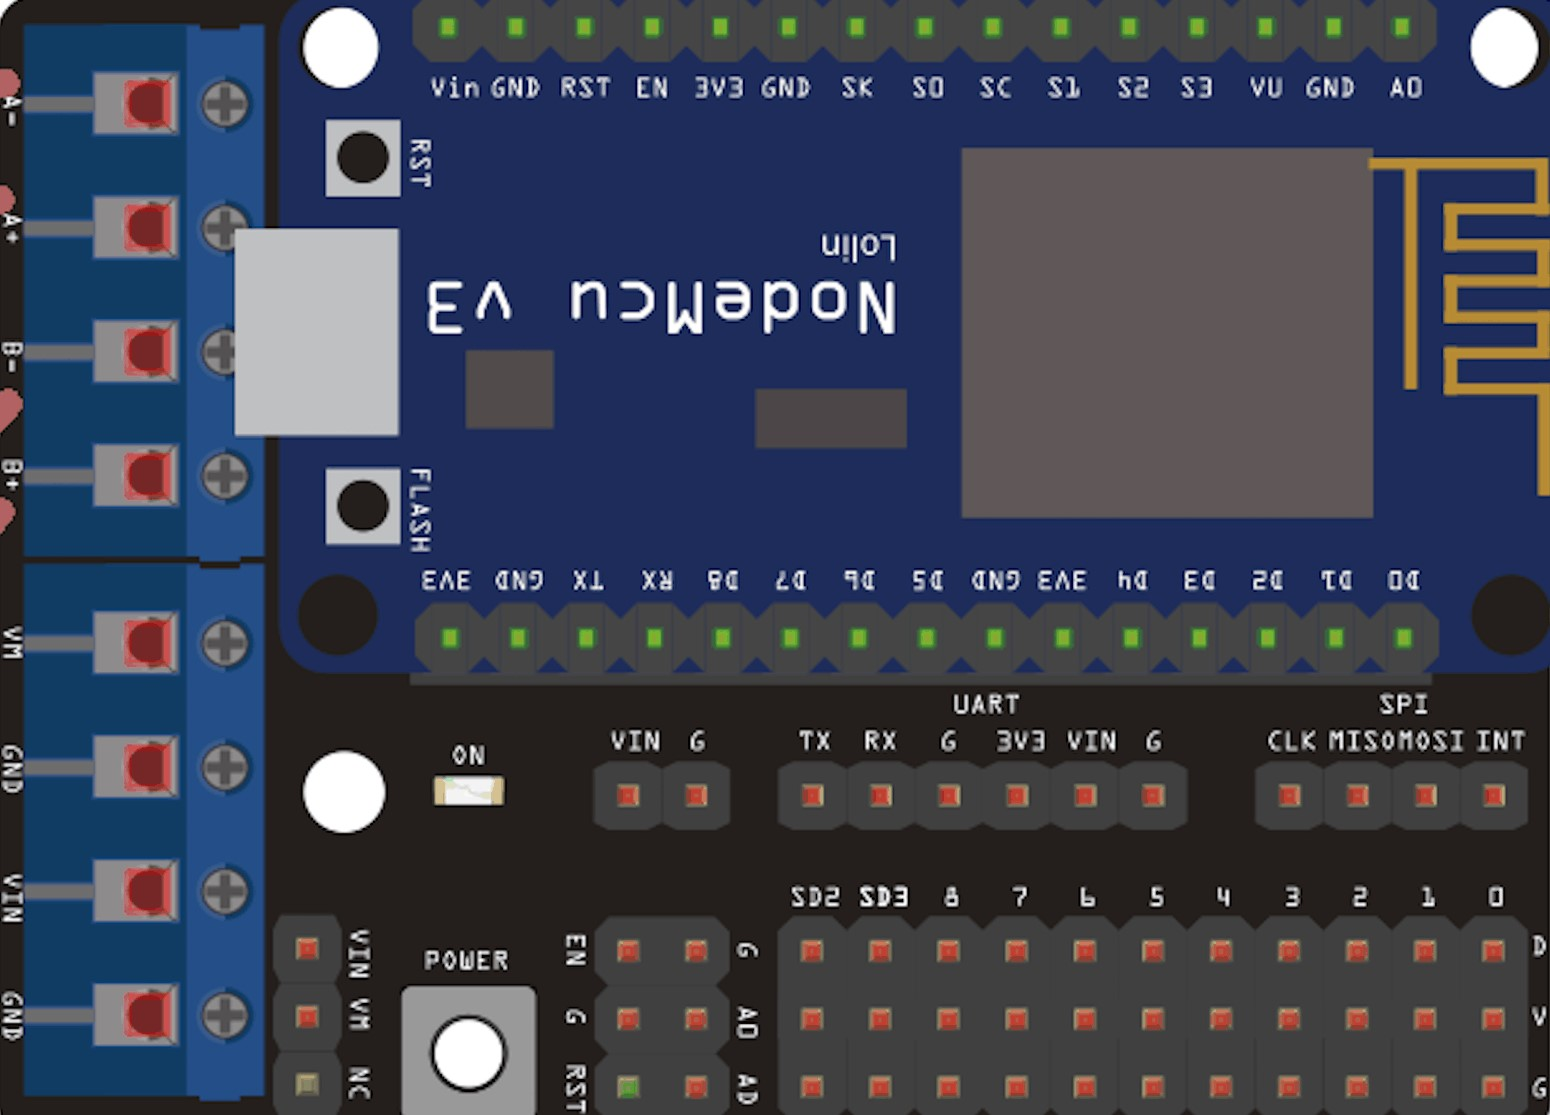 Vin GND RST EN 3V3 GND SK S0 SC S1 S2 S3 VU GND A0
A-
A+
B-
B+
RST
Lolin
NodeMcu v3
FLASH
3V3 GND TX RX D8 D7 D6 D5 GND 3V3 D4 D3 D2 D1 D0
VM
GND
VIN
GND
UART
SPI
ON
VIN G
TX RX G 3V3 VIN G
CLK MISO MOSI INT
SD2 SD3 8 7 6 5 4 3 2 1 0
D
V
G
VIN
VM
NC
POWER
EN
G
RST
G
A0
AD